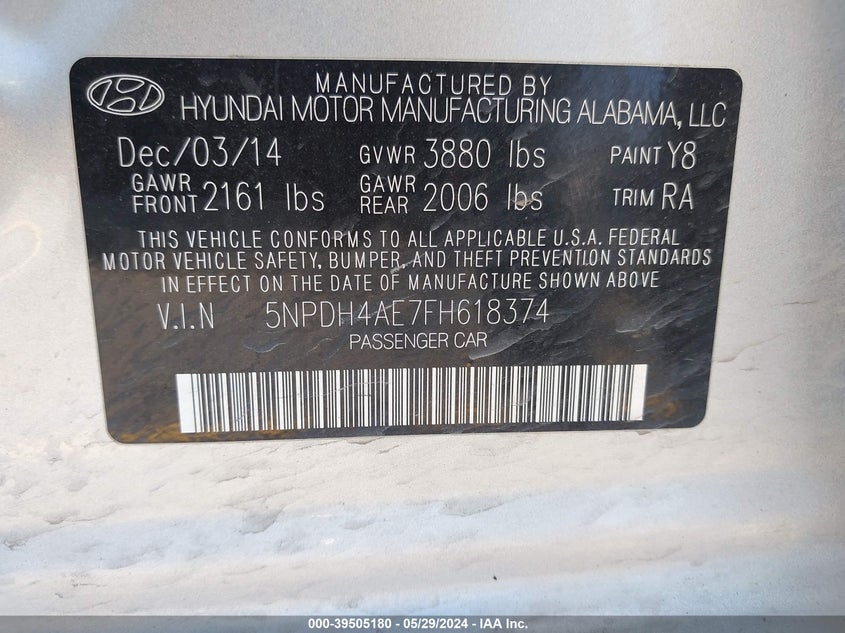 MANUFACTURED BY
HYUNDAI MOTOR MANUFACTURING ALABAMA, LLC
Dec/03/14 GVWR 3880 lbs PAINT Y8
GAWR FRONT 2161 lbs GAWR REAR 2006 lbs TRIM RA
THIS VEHICLE CONFORMS TO ALL APPLICABLE U.S.A. FEDERAL
MOTOR VEHICLE SAFETY, BUMPER, AND THEFT PREVENTION STANDARDS
IN EFFECT ON THE DATE OF MANUFACTURE SHOWN ABOVE
V.I.N 5NPDH4AE7FH618374
PASSENGER CAR
000-39505180 - 05/29/2024 - IAA Inc.